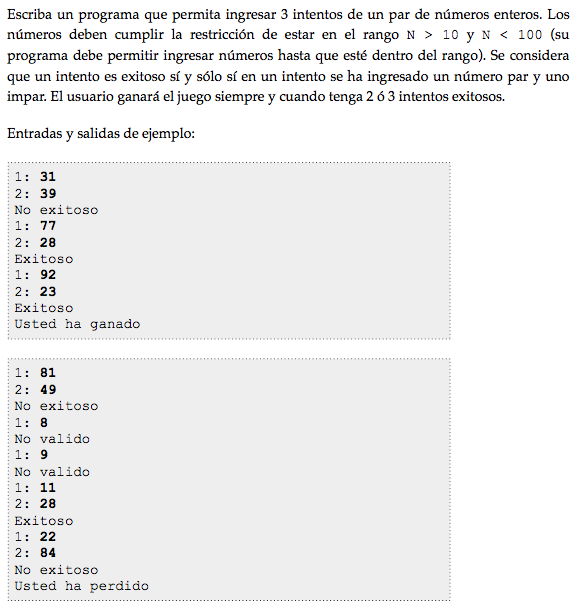 Escriba un programa que permita ingresar 3 intentos de un par de números enteros. Los
números deben cumplir la restricción de estar en el rango N > 10 y N < 100 (su
programa debe permitir ingresar números hasta que esté dentro del rango). Se considera
que un intento es exitoso sí y sólo sí en un intento se ha ingresado un número par y uno
impar. El usuario ganará el juego siempre y cuando tenga 2 ó 3 intentos exitosos.
Entradas y salidas de ejemplo:
1: 31
2: 39
No exitoso
1: 77
2: 28
Exitoso
1: 92
2: 23
Exitoso
Usted ha ganado
1: 81
2: 49
No exitoso
1: 8
No valido
1: 9
No valido
1: 11
2: 28
Exitoso
1: 22
2: 84
No exitoso
Usted ha perdido